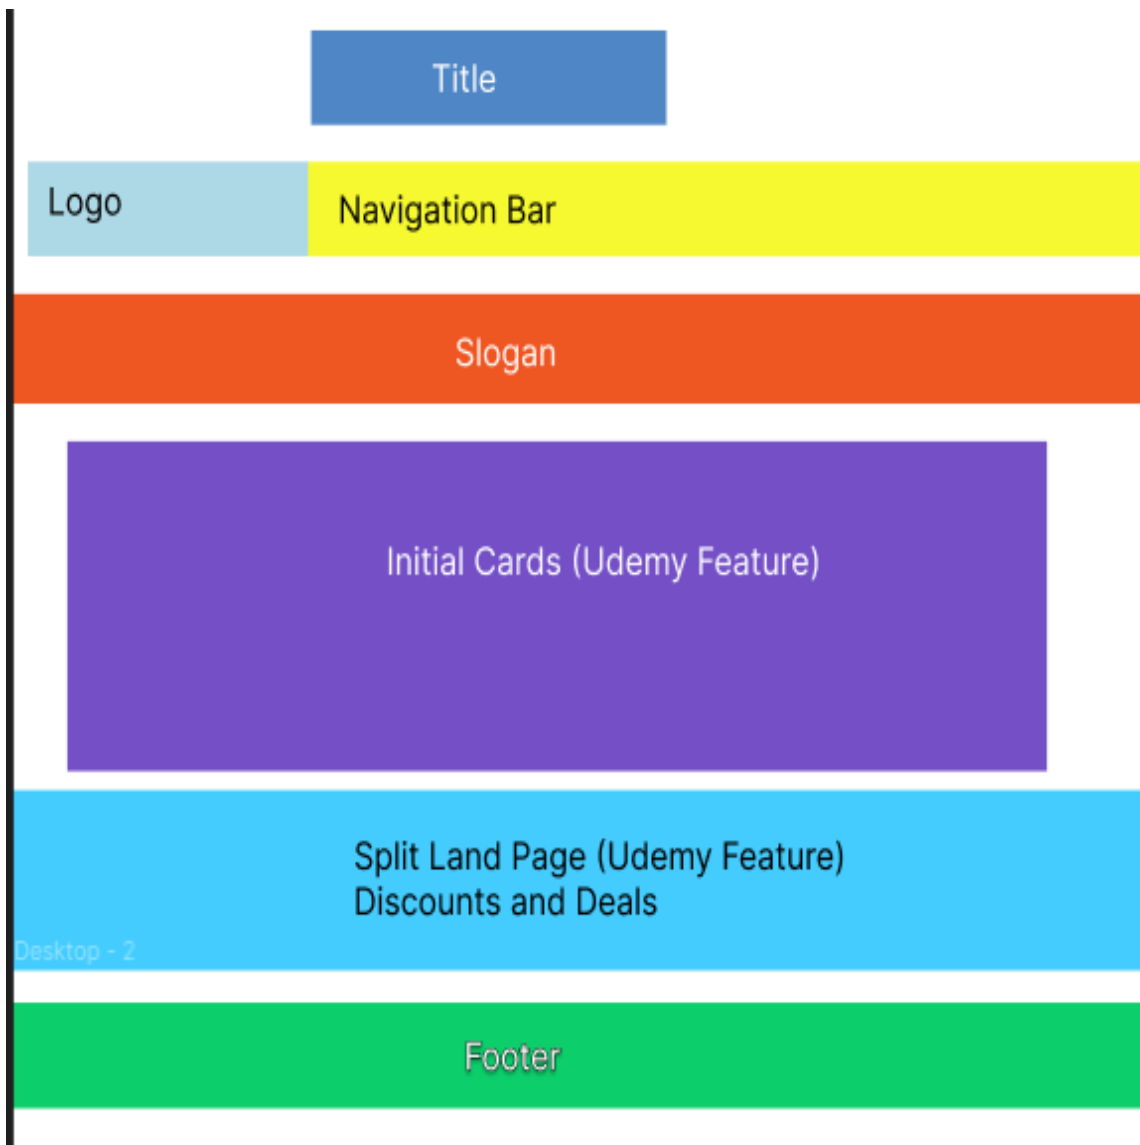 Title
Logo
Navigation Bar
Slogan
Initial Cards (Udemy Feature)
Split Land Page (Udemy Feature)
Discounts and Deals
Desktop - 2
Footer